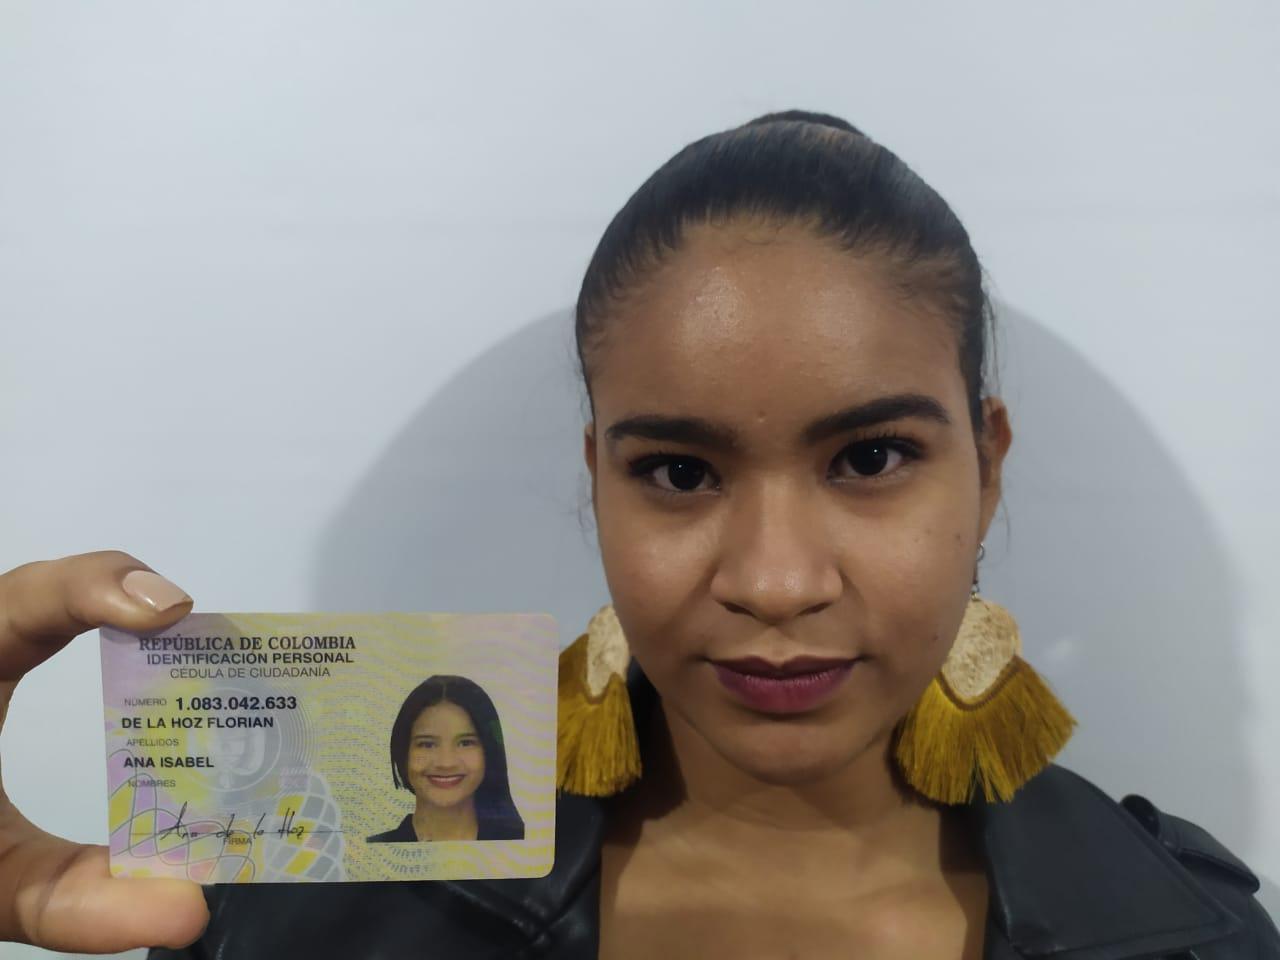 REPÚBLICA DE COLOMBIA
IDENTIFICACIÓN PERSONAL
CÉDULA DE CIUDADANÍA
NÚMERO 1.083.042.633
DE LA HOZ FLORIAN
APELLIDOS
ANA ISABEL
NOMBRES
Ana de la Hoz
FIRMA